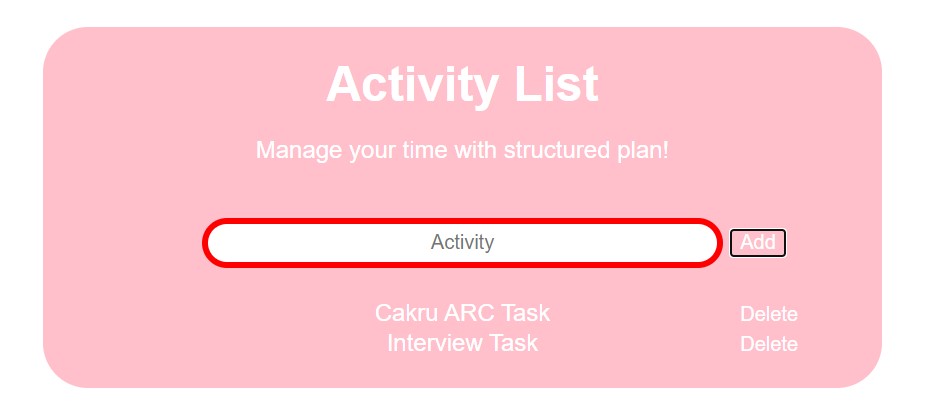 Activity List
Manage your time with structured plan!
Activity Add
Cakru ARC Task Delete
Interview Task Delete